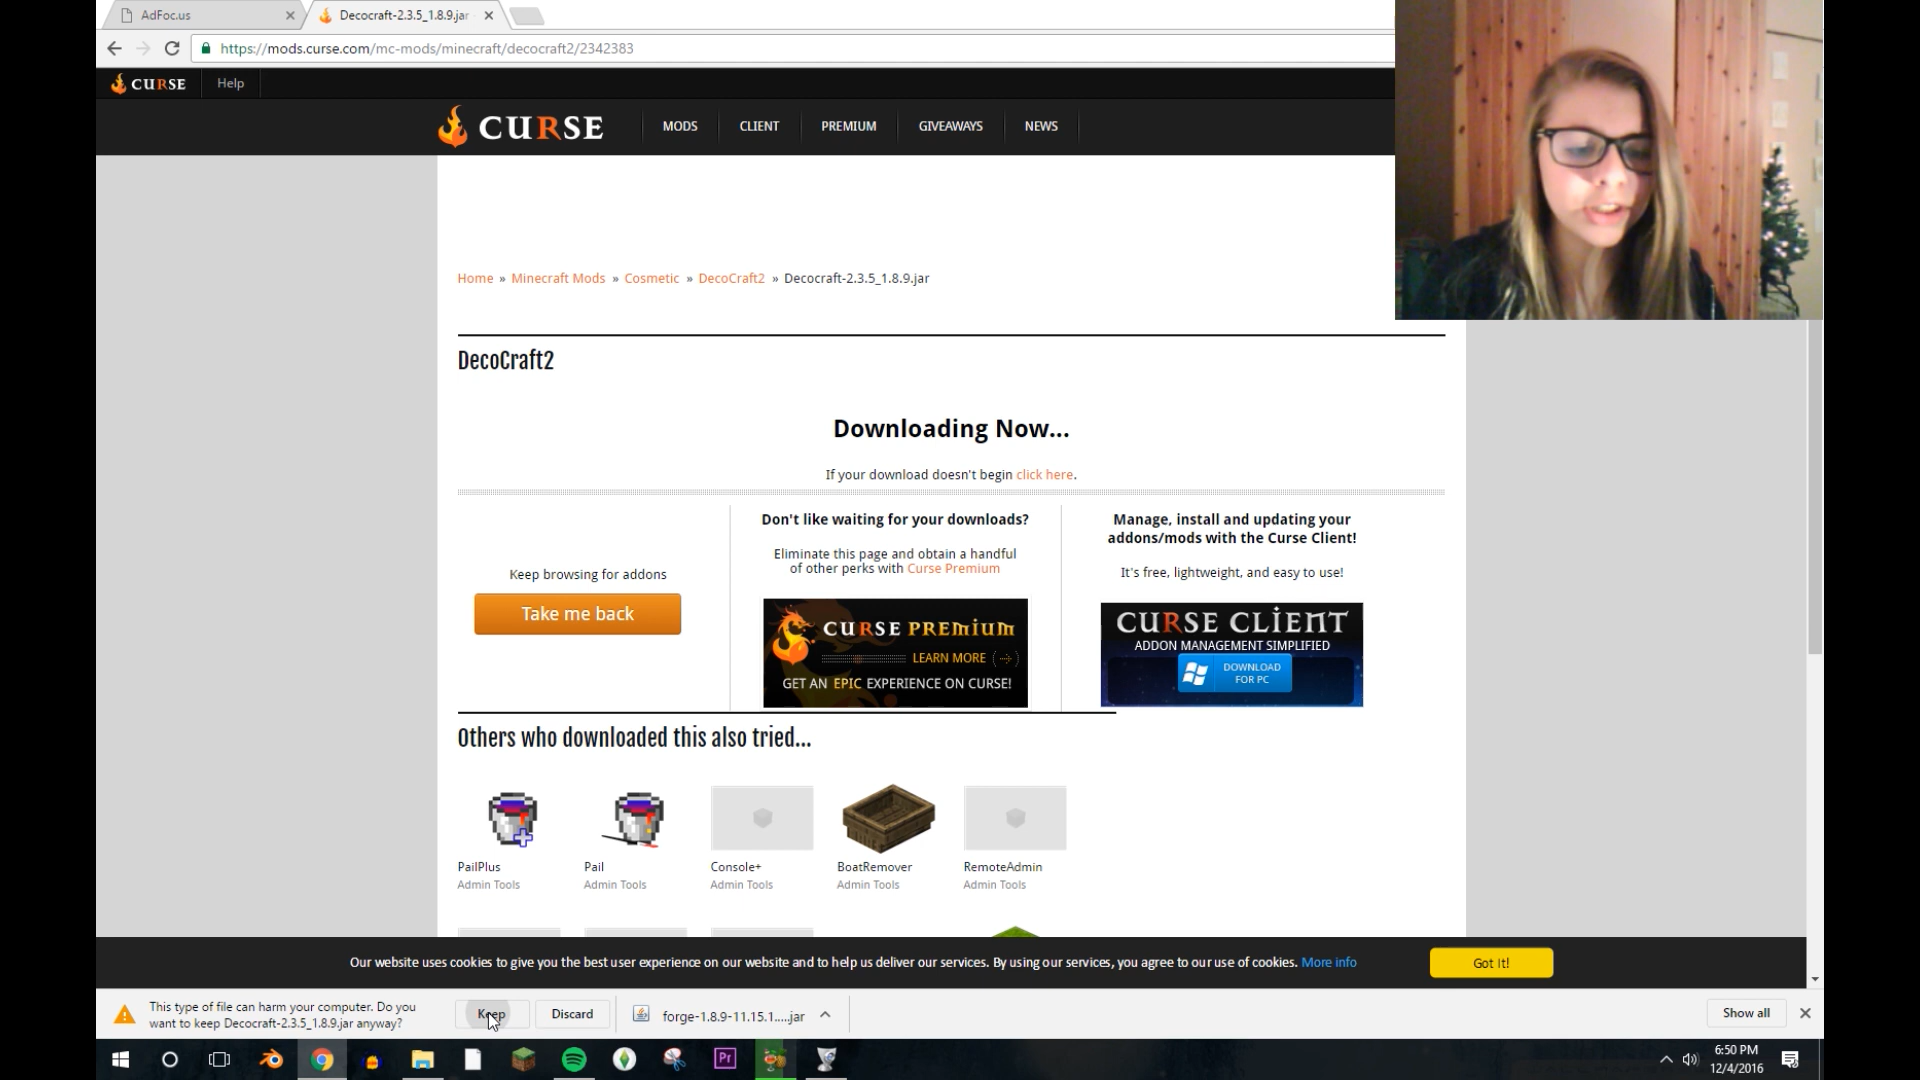 AdFoc.us
Decocraft-2.3.5_1.8.9.jar
https://mods.curse.com/mc-mods/minecraft/decocraft2/2342383
CURSE
Help
CURSE
MODS
CLIENT
PREMIUM
GIVEAWAYS
NEWS
Home » Minecraft Mods » Cosmetic » DecoCraft2 » Decocraft-2.3.5_1.8.9.jar
DecoCraft2
Downloading Now...
If your download doesn't begin click here.
Keep browsing for addons
Take me back
Don't like waiting for your downloads?
Eliminate this page and obtain a handful
of other perks with Curse Premium
CURSE PREMIUM
LEARN MORE
GET AN EPIC EXPERIENCE ON CURSE!
Manage, install and updating your
addons/mods with the Curse Client!
It's free, lightweight, and easy to use!
CURSE CLIENT
ADDON MANAGEMENT SIMPLIFIED
DOWNLOAD
FOR PC
Others who downloaded this also tried...
PailPlus
Admin Tools
Pail
Admin Tools
Console+
Admin Tools
BoatRemover
Admin Tools
RemoteAdmin
Admin Tools
Our website uses cookies to give you the best user experience on our website and to help us deliver our services. By using our services, you agree to our use of cookies. More info
Got It!
This type of file can harm your computer. Do you
want to keep Decocraft-2.3.5_1.8.9.jar anyway?
Keep
Discard
forge-1.8.9-11.15.1.....jar
Show all
Pr
6:50 PM
12/4/2016